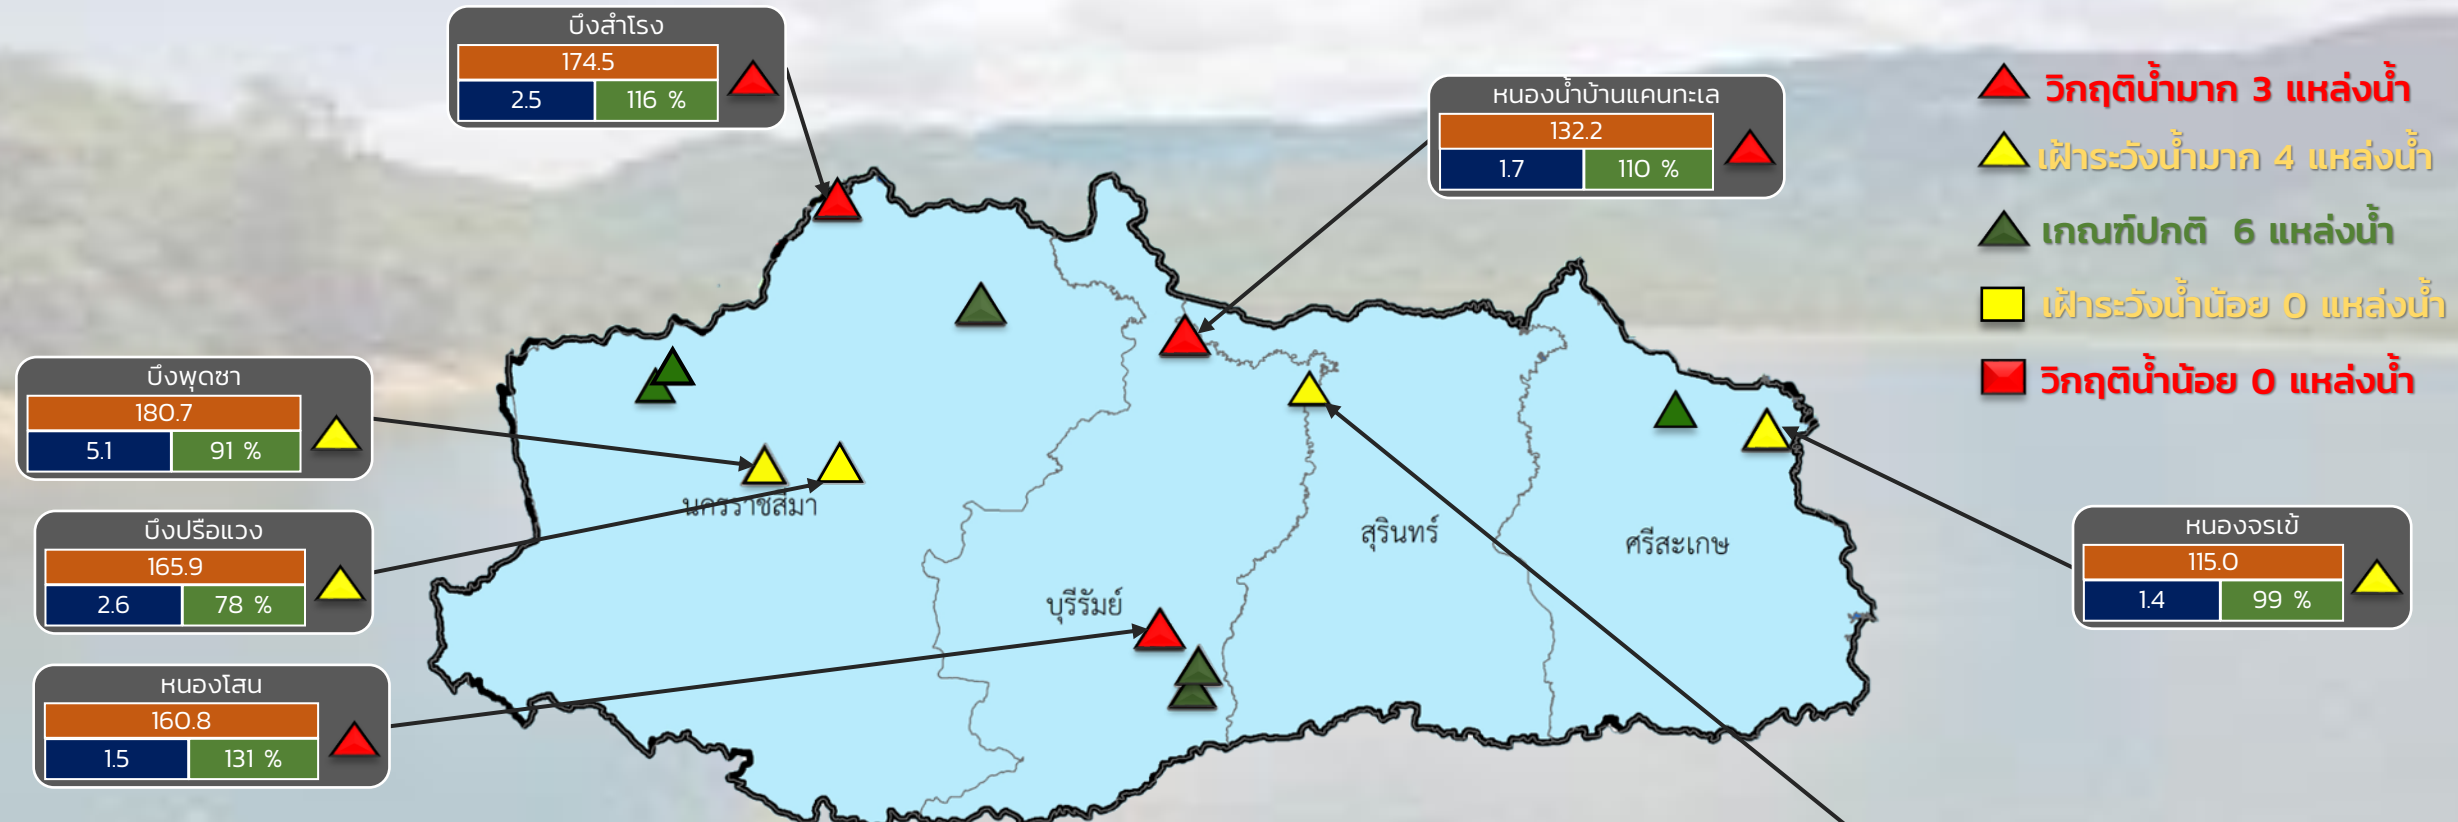 บึงสำโรง
174.5
2.5 116 %
หนองน้ำบ้านแคนทะเล
132.2
1.7 110 %
วิกฤติน้ำมาก 3 แหล่งน้ำ
เฝ้าระวังน้ำมาก 4 แหล่งน้ำ
เกณฑ์ปกติ 6 แหล่งน้ำ
เฝ้าระวังน้ำน้อย 0 แหล่งน้ำ
วิกฤติน้ำน้อย 0 แหล่งน้ำ
บึงพุดซา
180.7
5.1 91 %
บึงปรือแวง
165.9
2.6 78 %
หนองโสน
160.8
1.5 131 %
นครราชสีมา
บุรีรัมย์
สุรินทร์
ศรีสะเกษ
หนองจรเข้
115.0
1.4 99 %